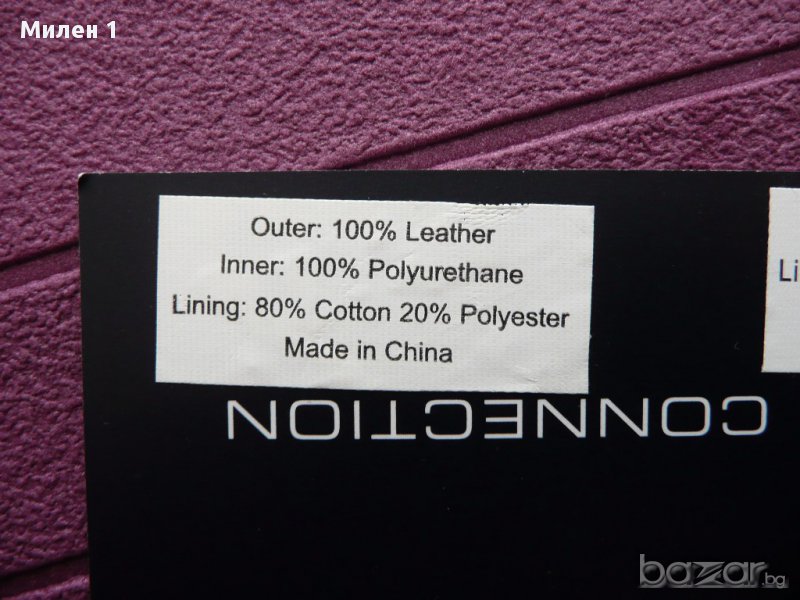 Милен 1
Outer: 100% Leather
Inner: 100% Polyurethane
Lining: 80% Cotton 20% Polyester
Made in China
Li
CONNECTION
bazar.bg